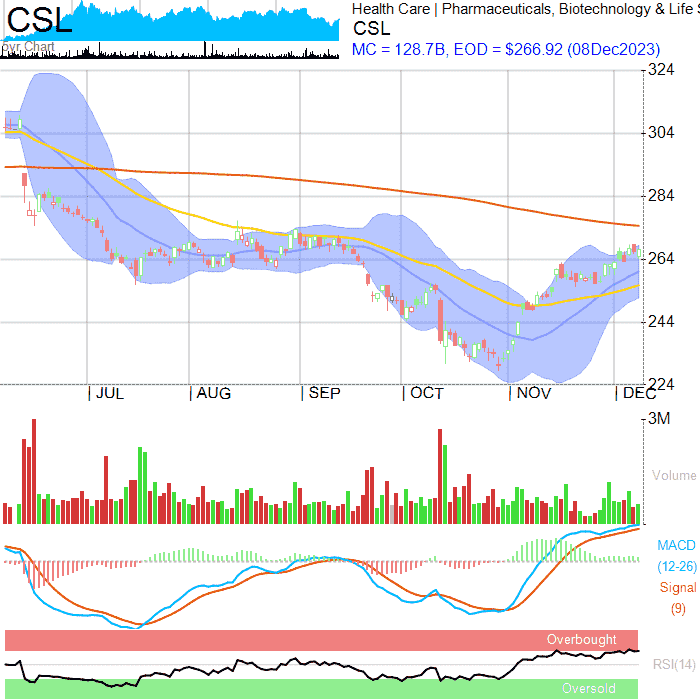 CSL
Health Care | Pharmaceuticals, Biotechnology & Life
CSL
MC = 128.7B, EOD = $266.92 (08Dec2023)
Chart
324
304
284
264
244
224
JUL AUG SEP OCT NOV DEC
3M
Volume
MACD
(12-26)
Signal
(9)
Overbought
RSI(14)
Oversold